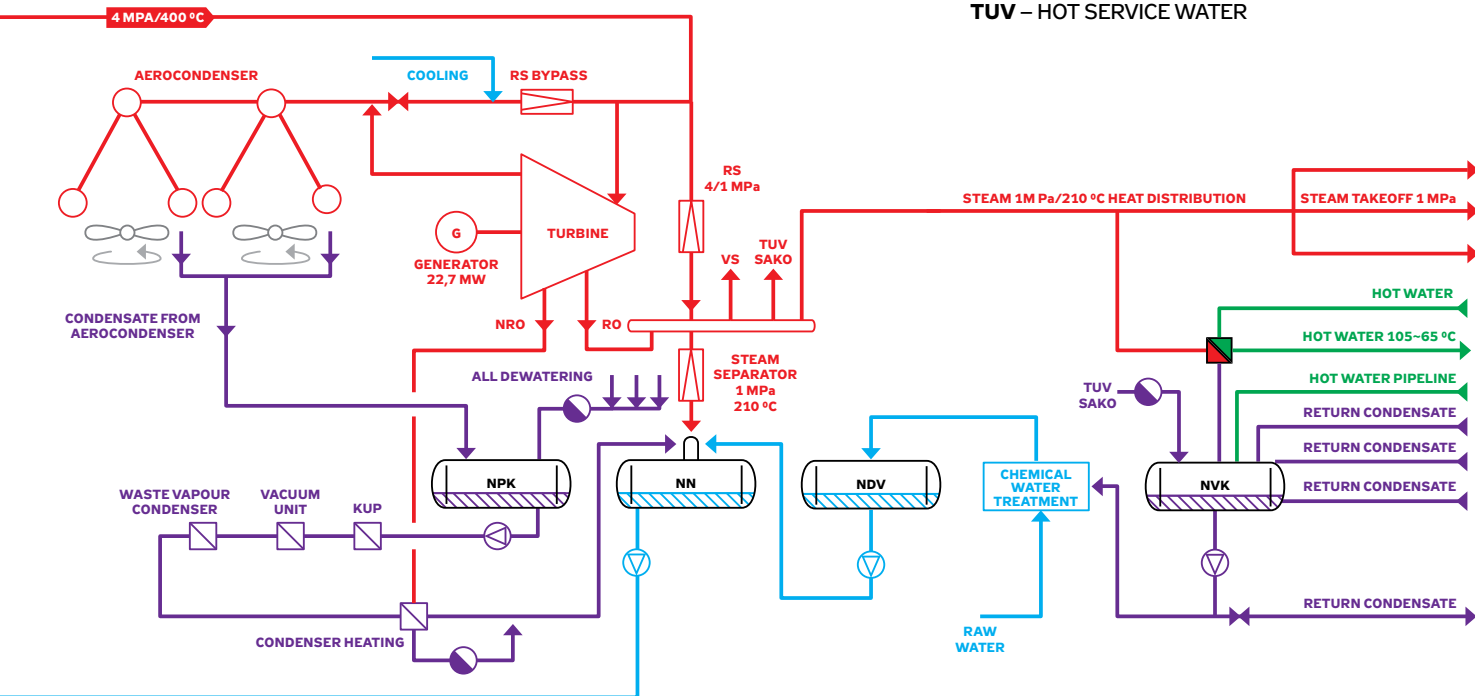 TUV – HOT SERVICE WATER
4 MPA/400 ºC
AEROCONDENSER
COOLING
RS BYPASS
RS
4/1 MPa
STEAM 1M Pa/210 ºC HEAT DISTRIBUTION
STEAM TAKEOFF 1 MPa
G
TURBINE
GENERATOR
22,7 MW
VS
TUV
SAKO
HOT WATER
CONDENSATE FROM
AEROCONDENSER
NRO
RO
HOT WATER 105~65 ºC
STEAM
SEPARATOR
1 MPa
210 ºC
ALL DEWATERING
HOT WATER PIPELINE
TUV
SAKO
RETURN CONDENSATE
RETURN CONDENSATE
RETURN CONDENSATE
NPK
NN
NDV
CHEMICAL
WATER
TREATMENT
NVK
WASTE VAPOUR
CONDENSER
VACUUM
UNIT
KUP
RETURN CONDENSATE
CONDENSER HEATING
RAW
WATER